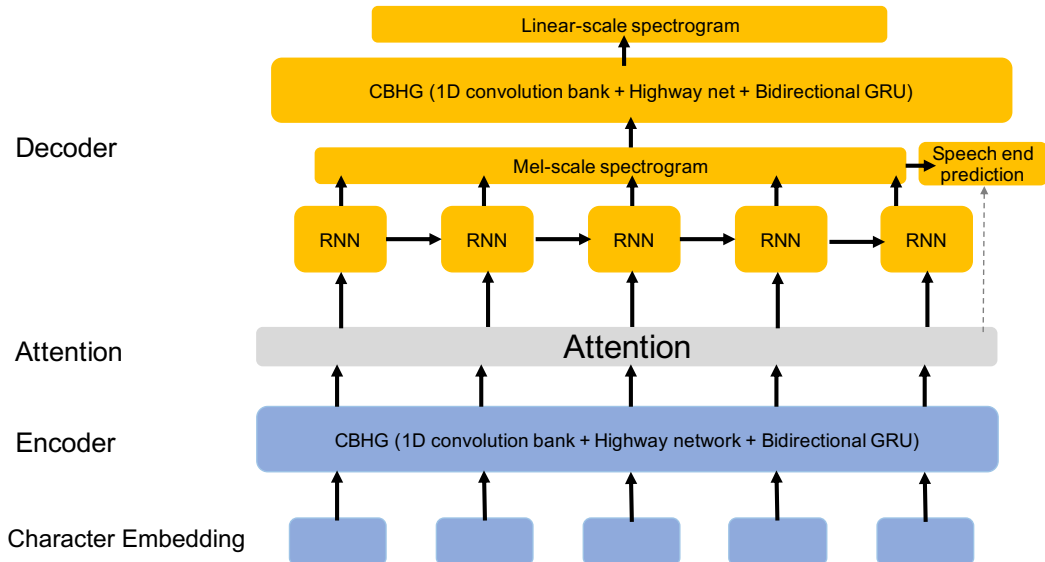 Linear-scale spectrogram
CBHG (1D convolution bank + Highway net + Bidirectional GRU)
Decoder
Mel-scale spectrogram
Speech end
prediction
RNN
RNN
RNN
RNN
RNN
Attention
Attention
Encoder
CBHG (1D convolution bank + Highway network + Bidirectional GRU)
Character Embedding